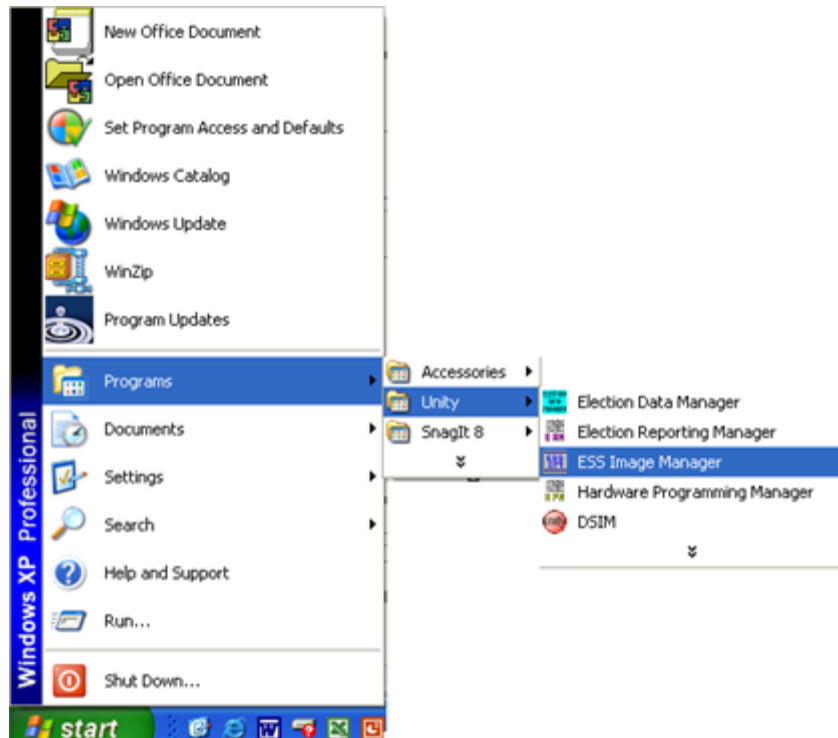 New Office Document
Open Office Document
Set Program Access and Defaults
Windows Catalog
Windows Update
WinZip
Program Updates
Programs
Documents
Settings
Search
Help and Support
Run...
Shut Down...
Windows XP Professional
start
Accessories
Unity
SnagIt 8
Election Data Manager
Election Reporting Manager
ESS Image Manager
Hardware Programming Manager
DSIM